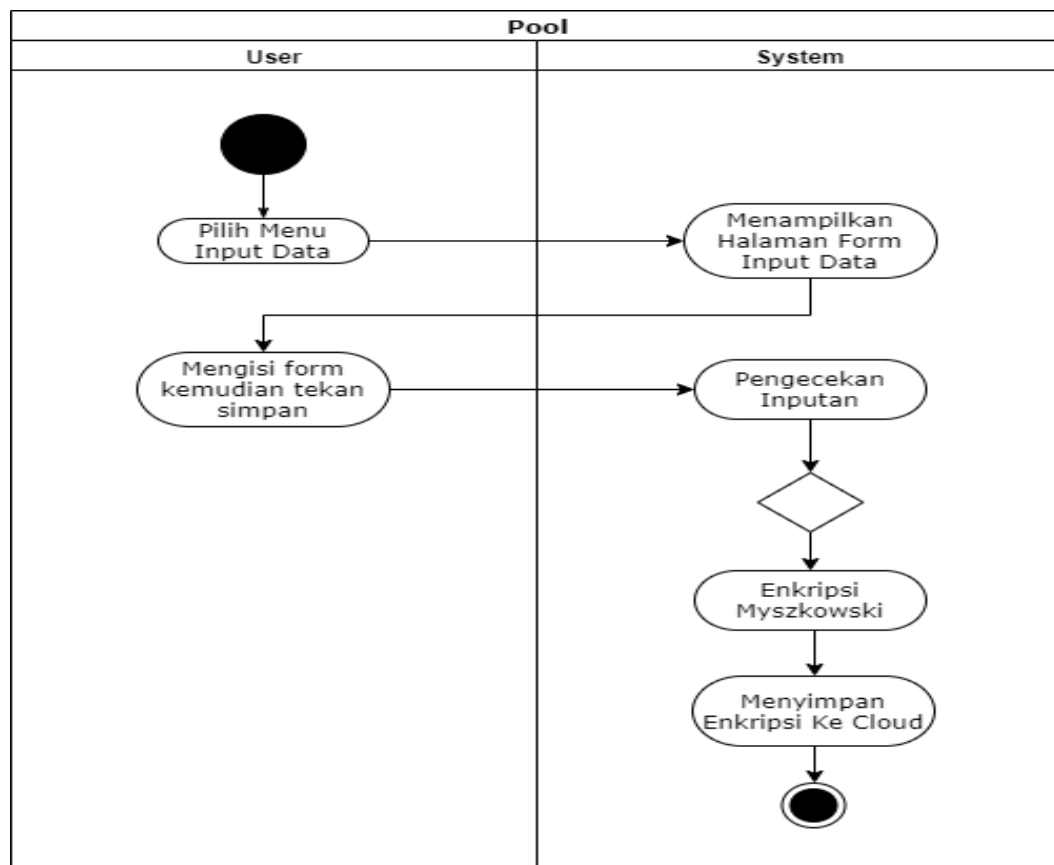 Pool
User
System
Pilih Menu
Input Data
Menampilkan
Halaman Form
Input Data
Mengisi form
kemudian tekan
simpan
Pengecekan
Inputan
Enkripsi
Myszkowski
Menyimpan
Enkripsi Ke Cloud